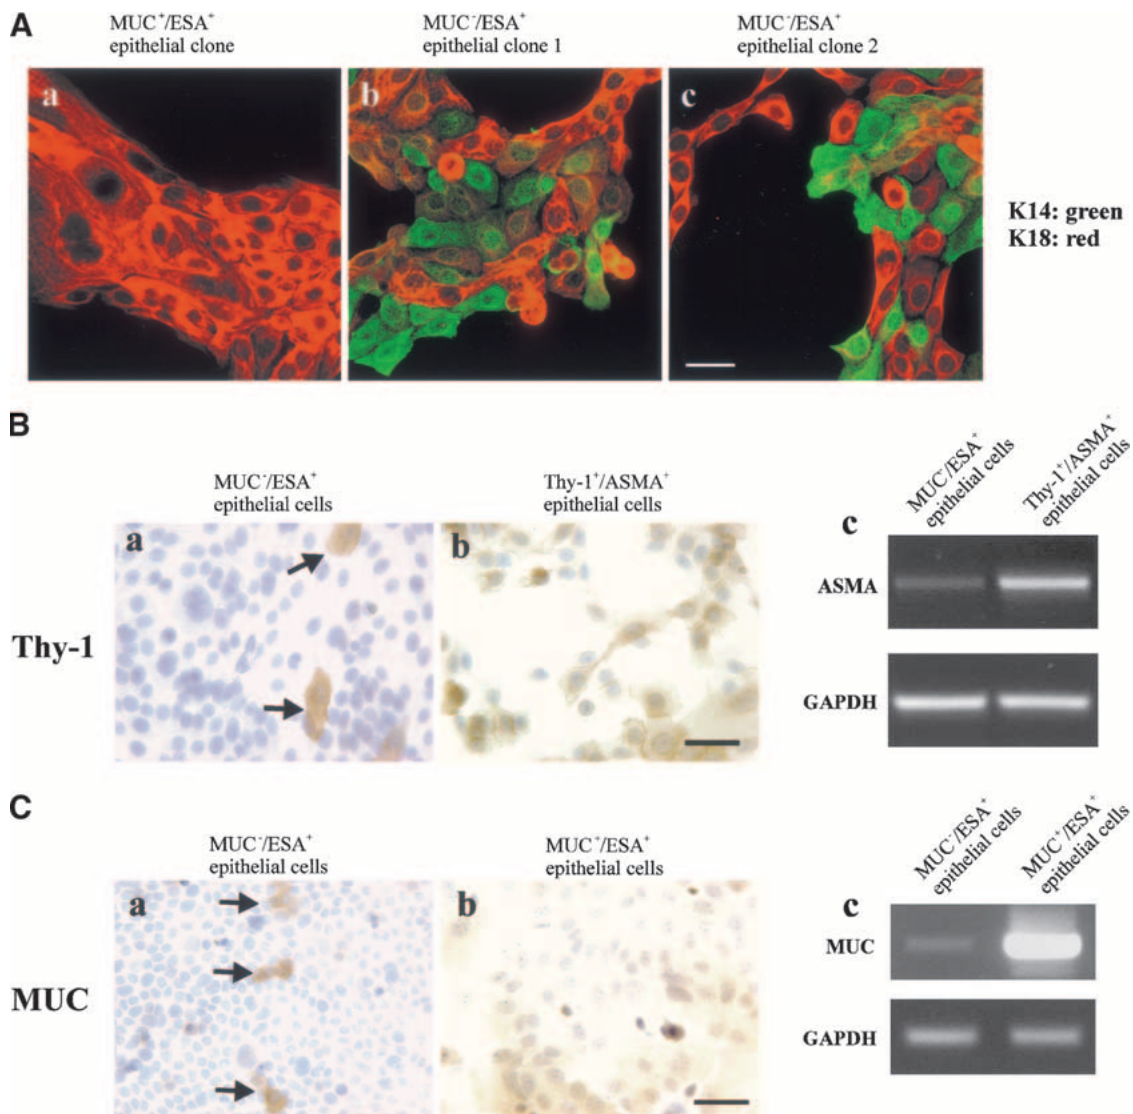 A
MUC⁺/ESA⁺
epithelial clone
MUC⁻/ESA⁺
epithelial clone 1
MUC⁻/ESA⁺
epithelial clone 2
a
b
c
K14: green
K18: red
B
MUC⁻/ESA⁺
epithelial cells
Thy-1⁺/ASMA⁺
epithelial cells
MUC⁻/ESA⁺
epithelial cells
Thy-1⁺/ASMA⁺
epithelial cells
Thy-1
a
b
c
ASMA
GAPDH
C
MUC⁻/ESA⁺
epithelial cells
MUC⁺/ESA⁺
epithelial cells
MUC⁻/ESA⁺
epithelial cells
MUC⁺/ESA⁺
epithelial cells
MUC
a
b
c
MUC
GAPDH